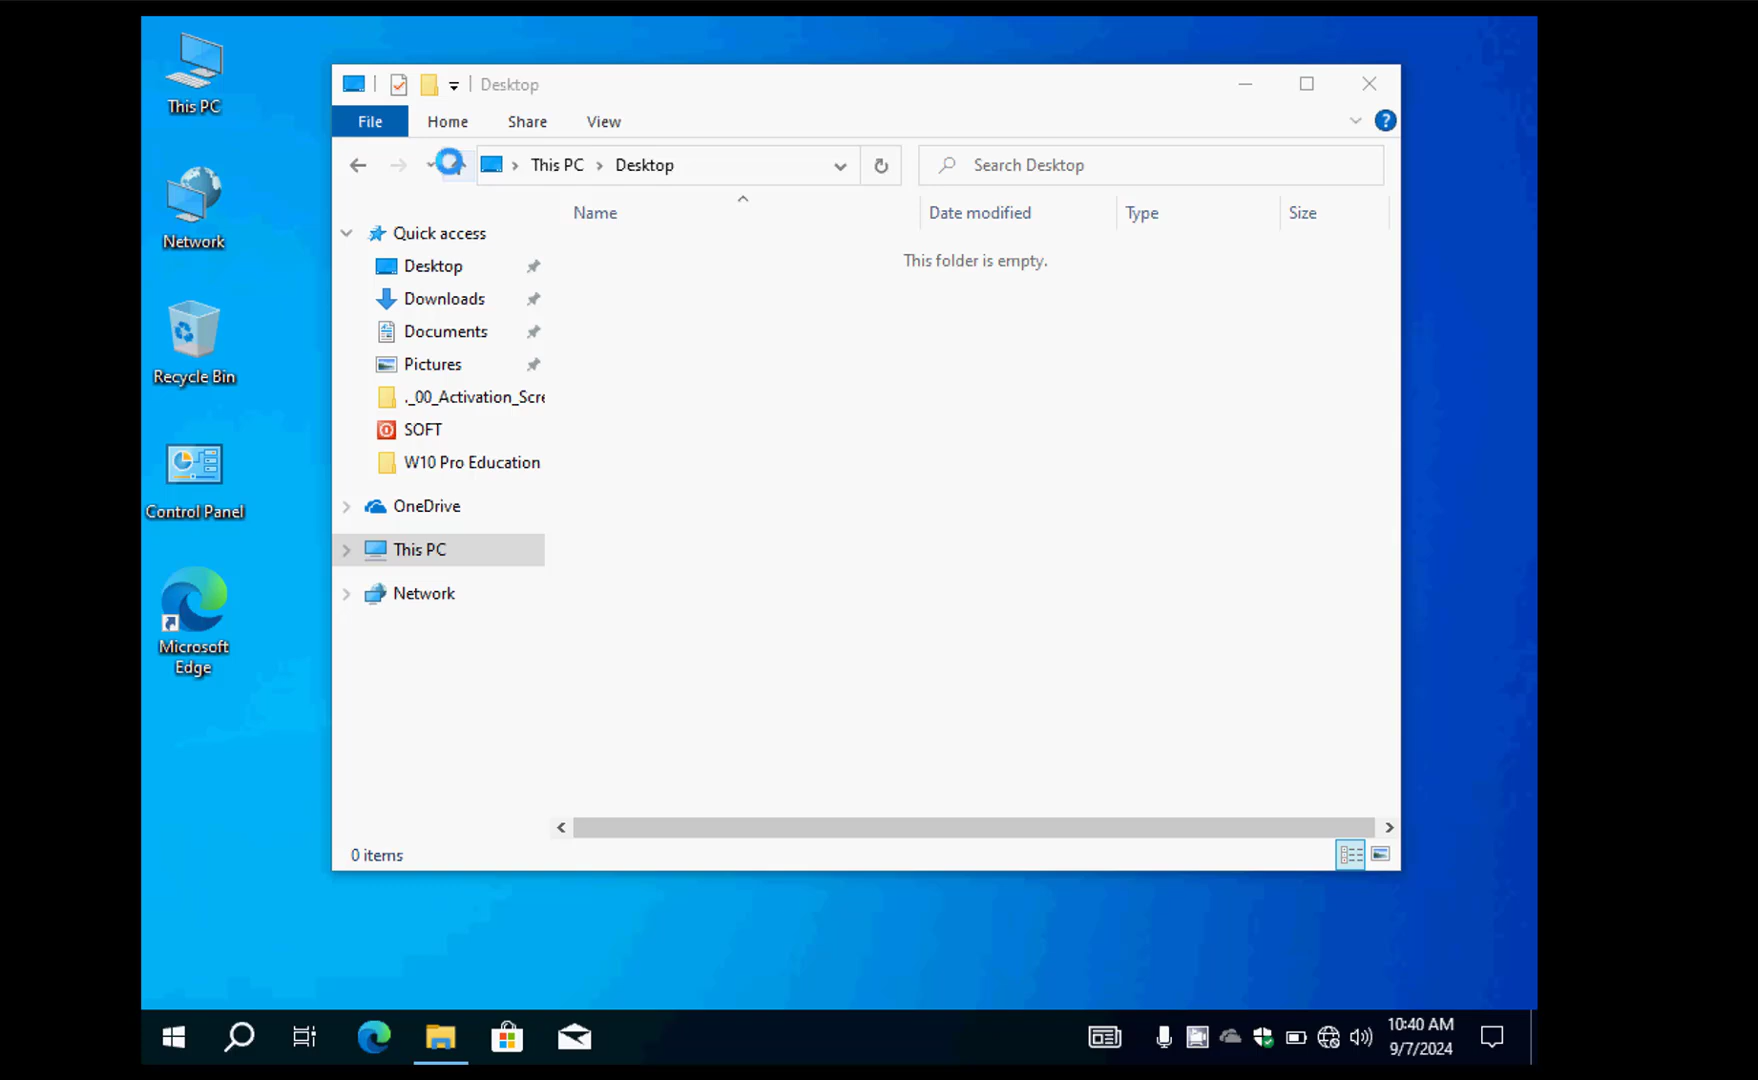 This PC
Network
Recycle Bin
Control Panel
Microsoft
Edge
Desktop
File
Home
Share
View
?
This PC
Desktop
Search Desktop
Name
Date modified
Type
Size
This folder is empty.
Quick access
Desktop
Downloads
Documents
Pictures
._00_Activation_Scre
SOFT
W10 Pro Education
OneDrive
This PC
Network
0 items
10:40 AM
9/7/2024